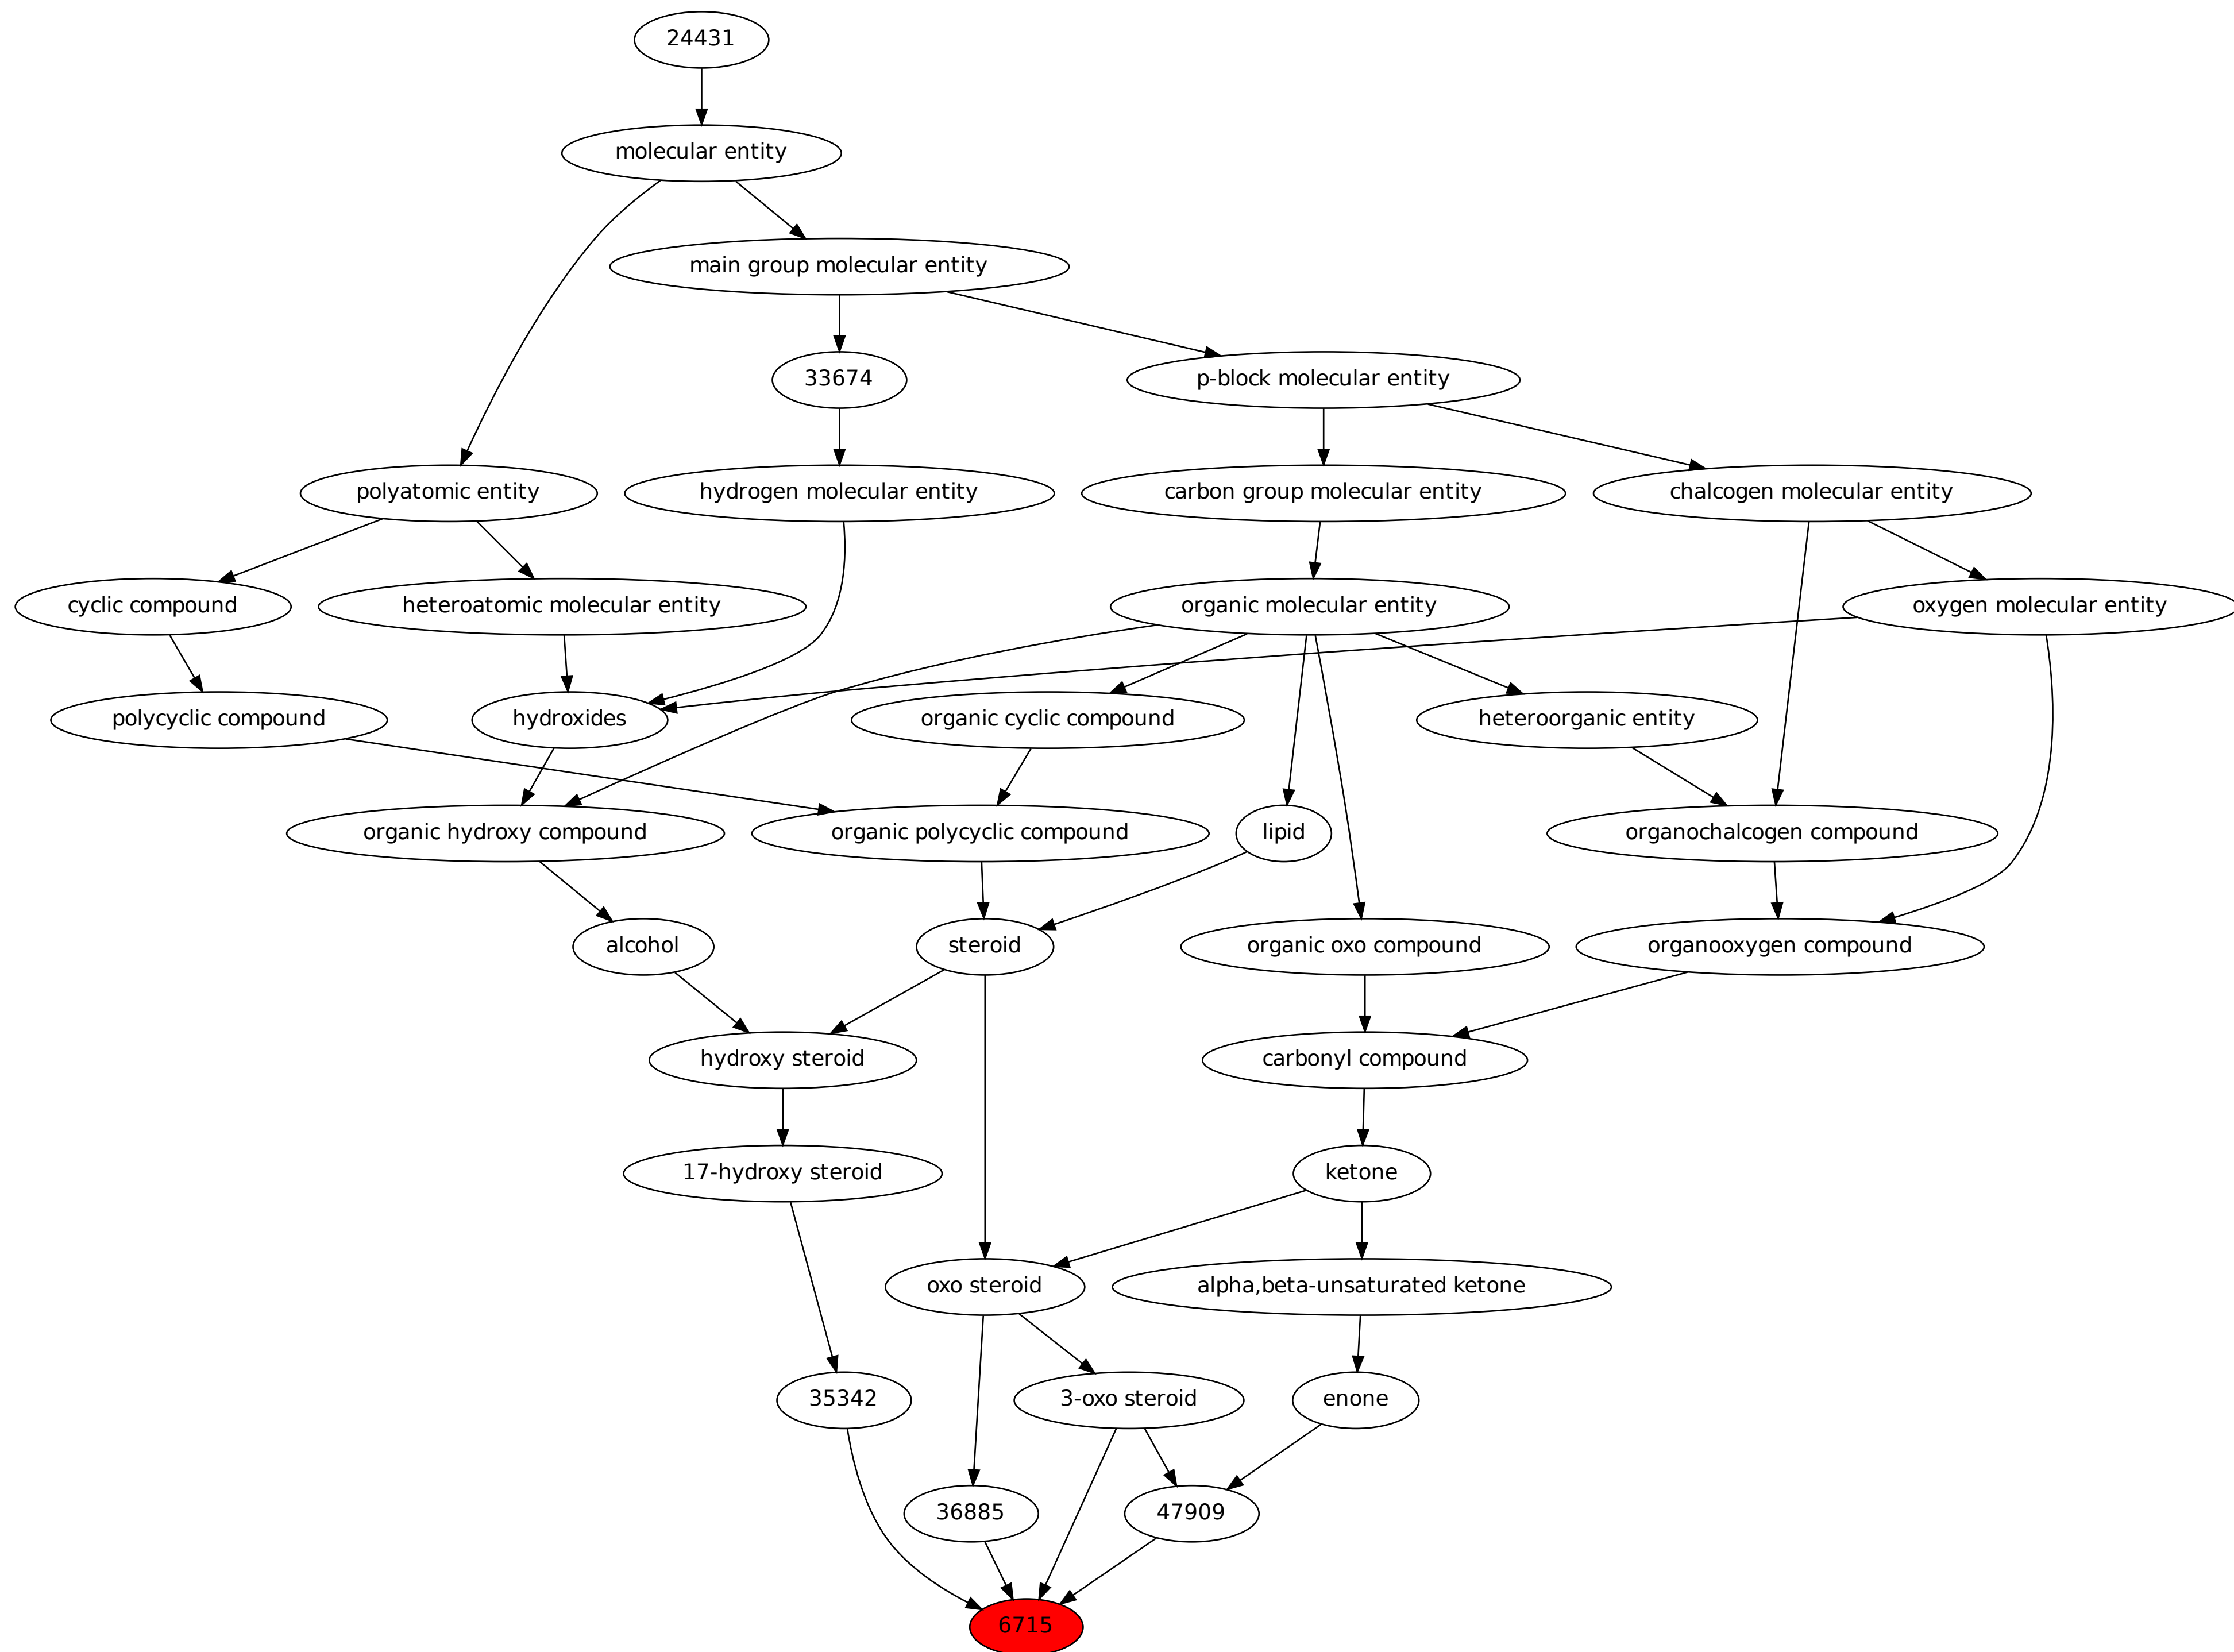 24431
molecular entity
main group molecular entity
33674
p-block molecular entity
polyatomic entity
hydrogen molecular entity
carbon group molecular entity
chalcogen molecular entity
cyclic compound
heteroatomic molecular entity
organic molecular entity
oxygen molecular entity
polycyclic compound
hydroxides
organic cyclic compound
heteroorganic entity
organic hydroxy compound
organic polycyclic compound
lipid
organochalcogen compound
alcohol
steroid
organic oxo compound
organooxygen compound
hydroxy steroid
carbonyl compound
17-hydroxy steroid
ketone
oxo steroid
alpha,beta-unsaturated ketone
35342
3-oxo steroid
enone
36885
47909
6715